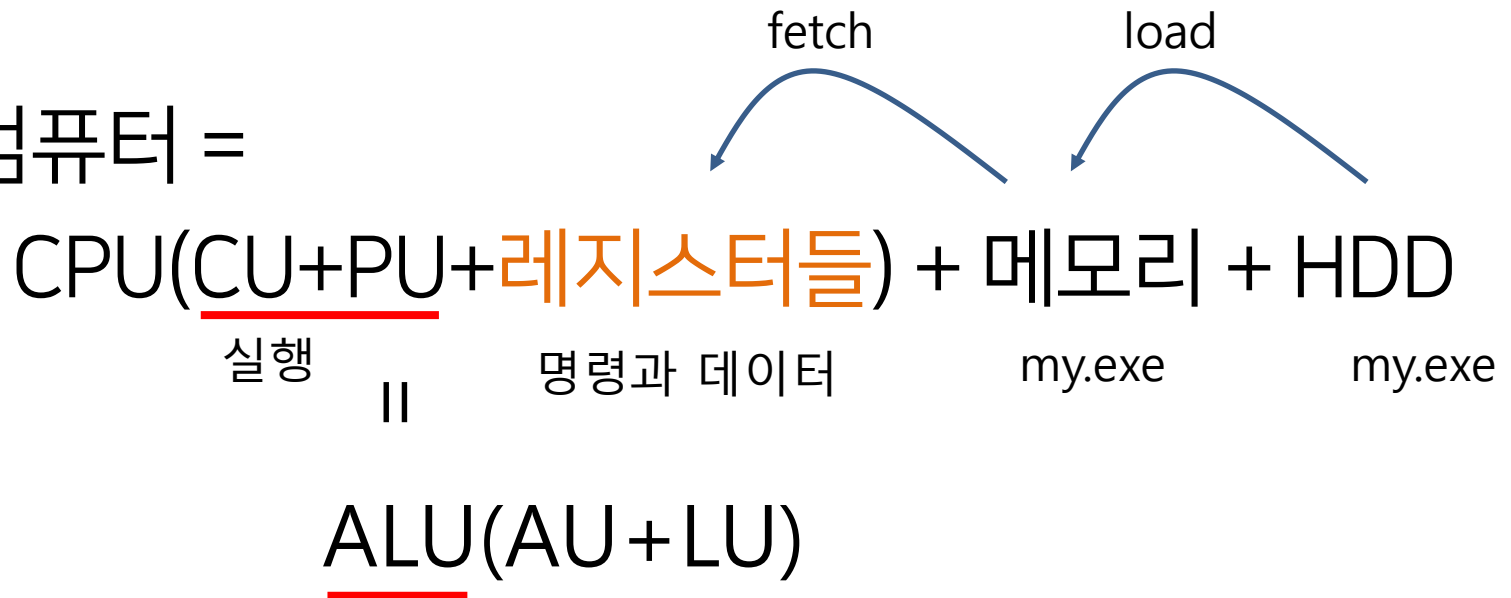 fetch load
컴퓨터 =
CPU(CU+PU+레지스터들) + 메모리 + HDD
실행 명령과 데이터 my.exe my.exe
=
ALU(AU+LU)